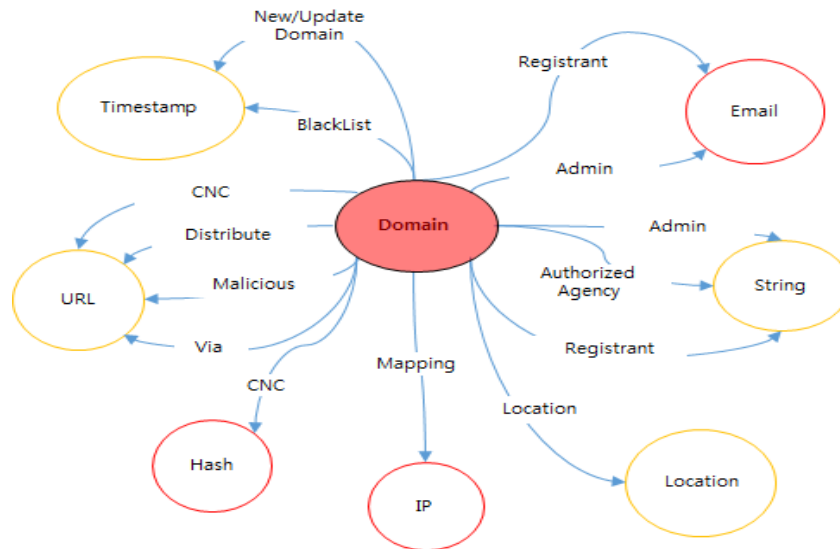 New/Update
Domain
Registrant
Timestamp
Email
BlackList
Admin
CNC
Domain
Admin
Distribute
Authorized
Agency
Malicious
String
URL
Via
Registrant
Mapping
CNC
Location
Hash
Location
IP